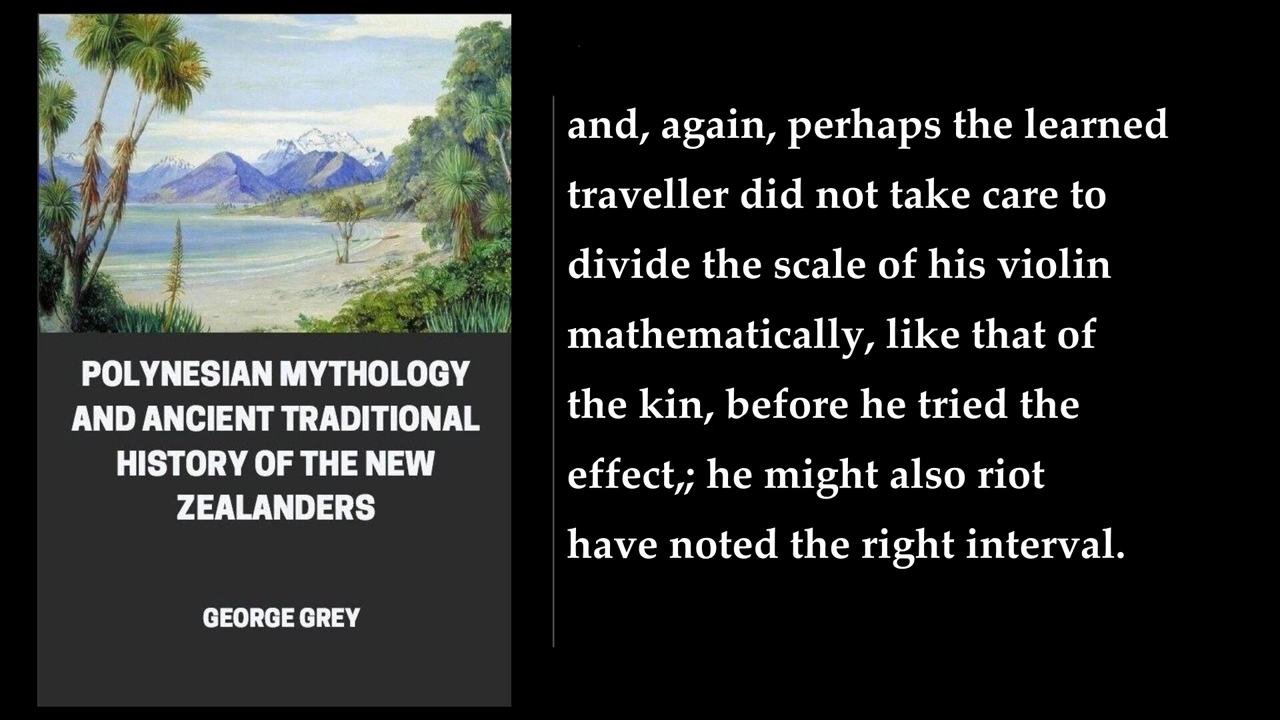 POLYNESIAN MYTHOLOGY
AND ANCIENT TRADITIONAL
HISTORY OF THE NEW
ZEALANDERS
GEORGE GREY
and, again, perhaps the learned
traveller did not take care to
divide the scale of his violin
mathematically, like that of
the kin, before he tried the
effect„; he might also riot
have noted the right interval.